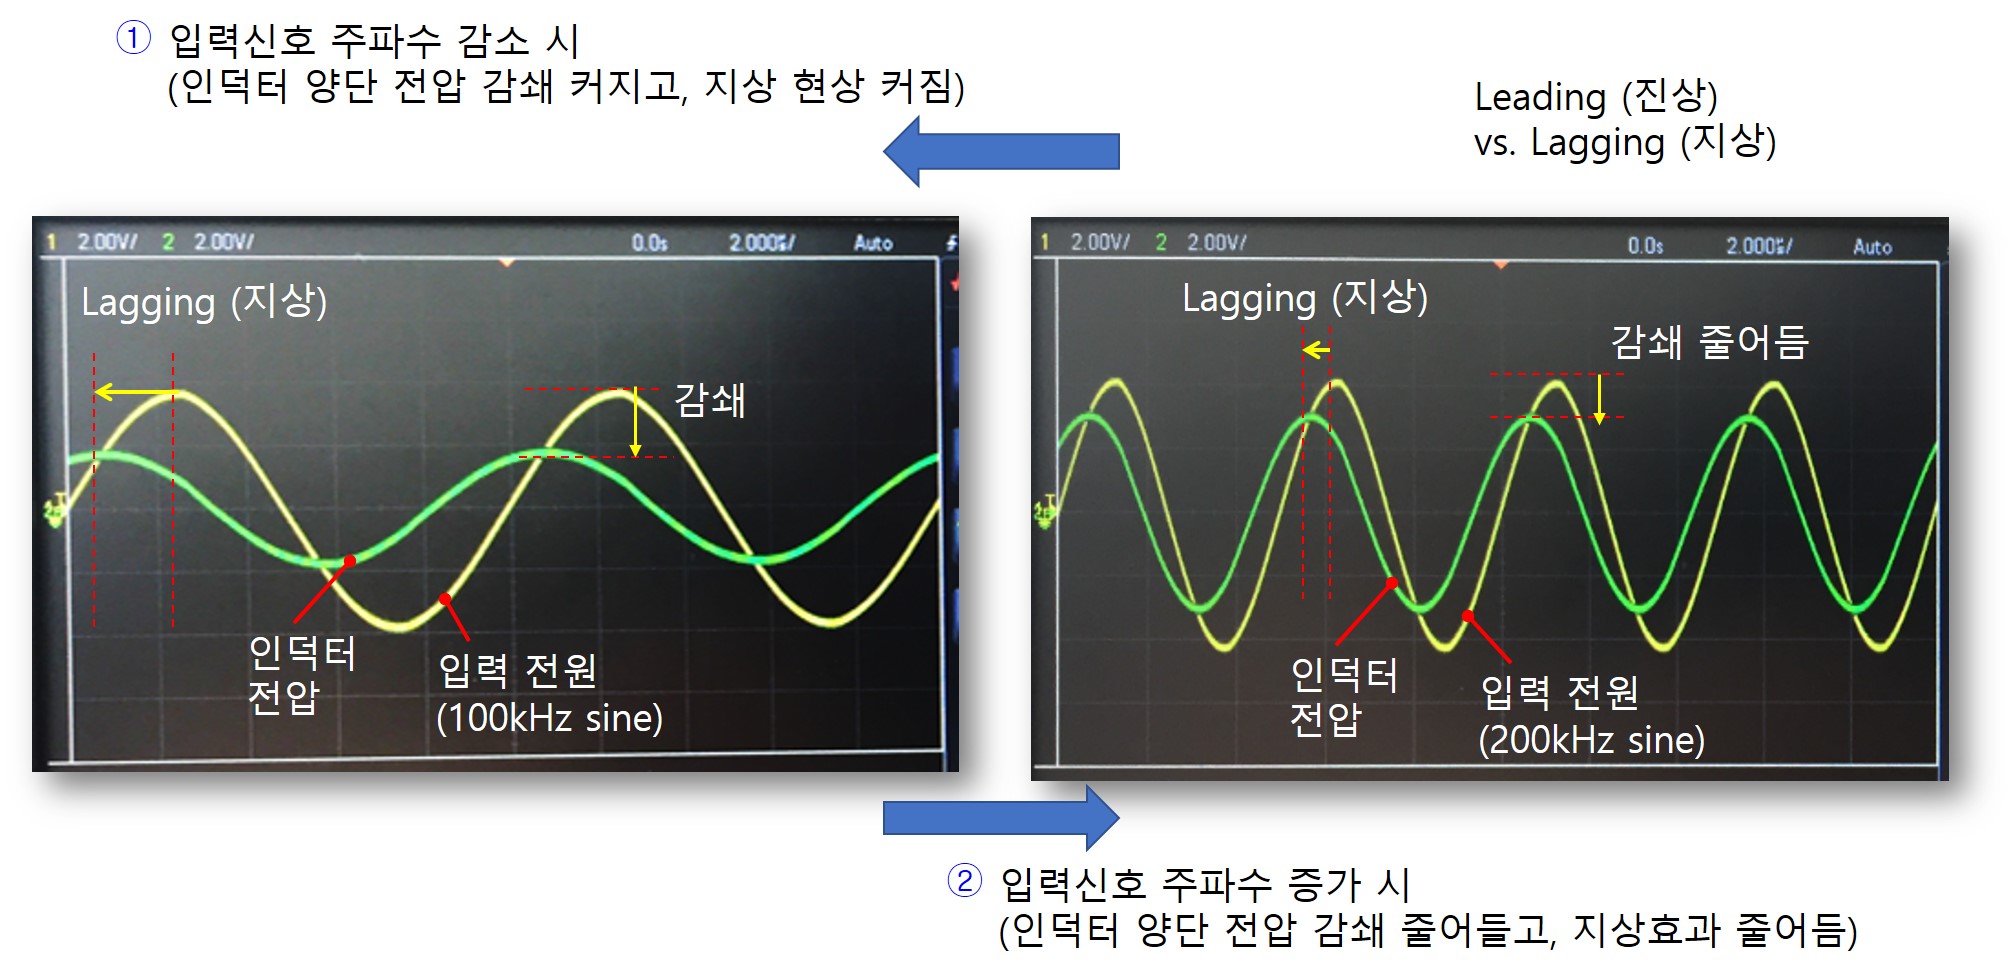 ① 입력신호 주파수 감소 시
(인덕터 양단 전압 감쇄 커지고, 지상 현상 커짐)
Leading (진상)
vs. Lagging (지상)
1 2.00V/ 2 2.00V/ 0.0s 2.000㎲/ Auto
Lagging (지상)
감쇄
인덕터
전압
입력 전원
(100kHz sine)
1 2.00V/ 2 2.00V/ 0.0s 2.000㎲/ Auto
Lagging (지상)
감쇄 줄어듬
인덕터
전압
입력 전원
(200kHz sine)
② 입력신호 주파수 증가 시
(인덕터 양단 전압 감쇄 줄어들고, 지상효과 줄어듬)